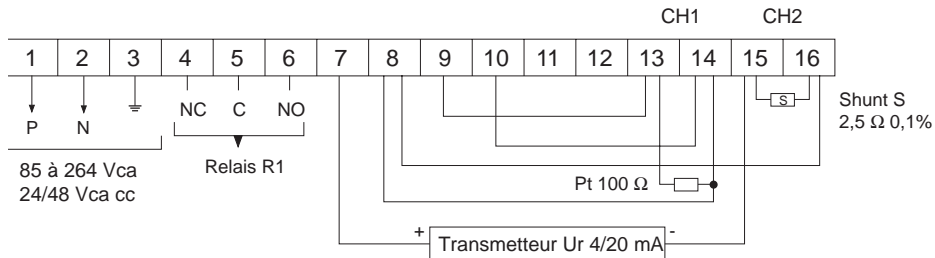 CH1 CH2
1 2 3 4 5 6 7 8 9 10 11 12 13 14 15 16
P N NC C NO
S
Shunt S
2,5 Ω 0,1%
85 à 264 Vca
24/48 Vca cc
Relais R1
Pt 100 Ω
+ Transmetteur Ur 4/20 mA -